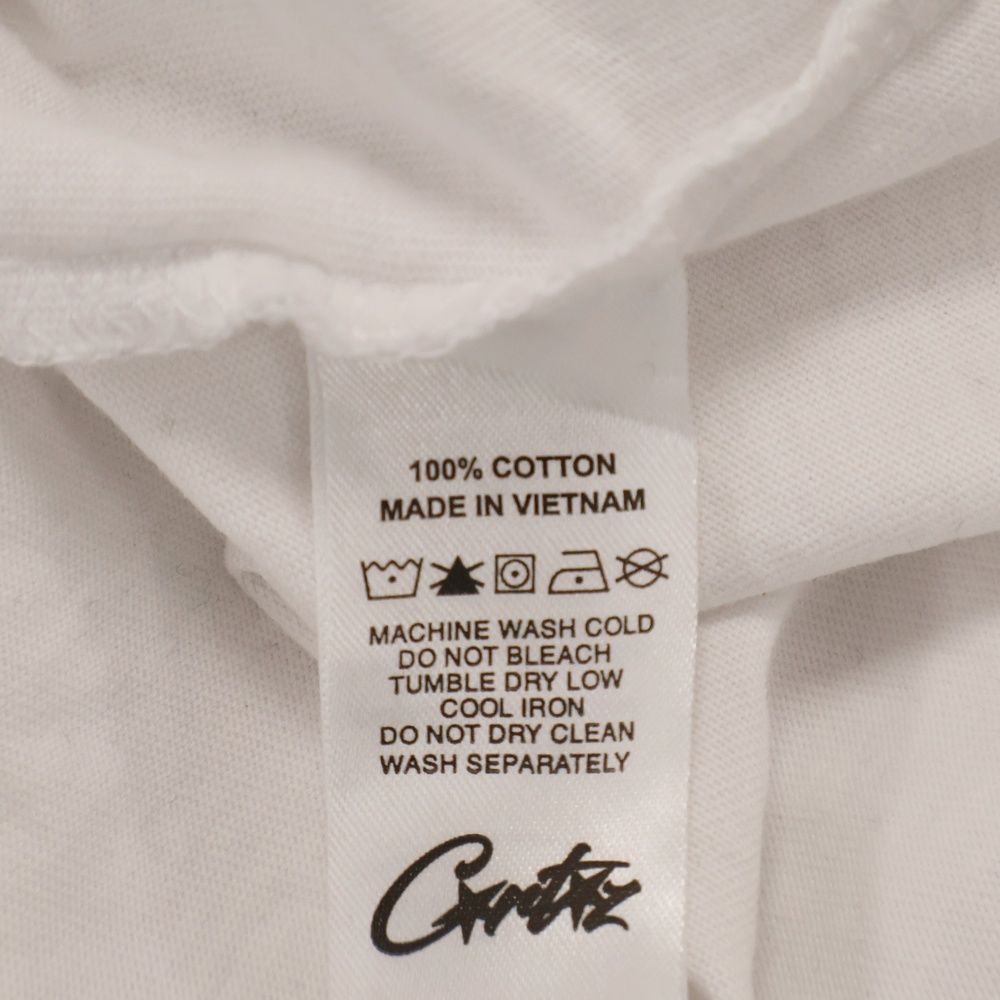 100% COTTON
MADE IN VIETNAM
MACHINE WASH COLD
DO NOT BLEACH
TUMBLE DRY LOW
COOL IRON
DO NOT DRY CLEAN
WASH SEPARATELY
Crrtz